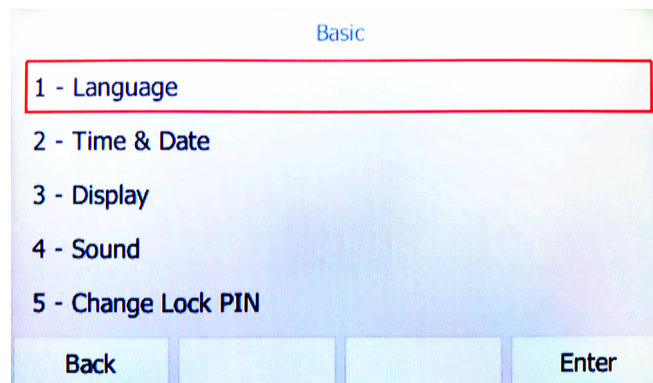 Basic
1 - Language
2 - Time & Date
3 - Display
4 - Sound
5 - Change Lock PIN
Back Enter